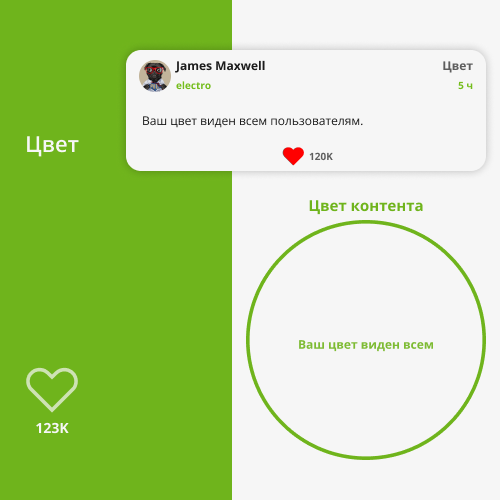 James Maxwell
Цвет
electro
5 ч
Ваш цвет виден всем пользователям.
120K
Цвет
Цвет контента
Ваш цвет виден всем
123K